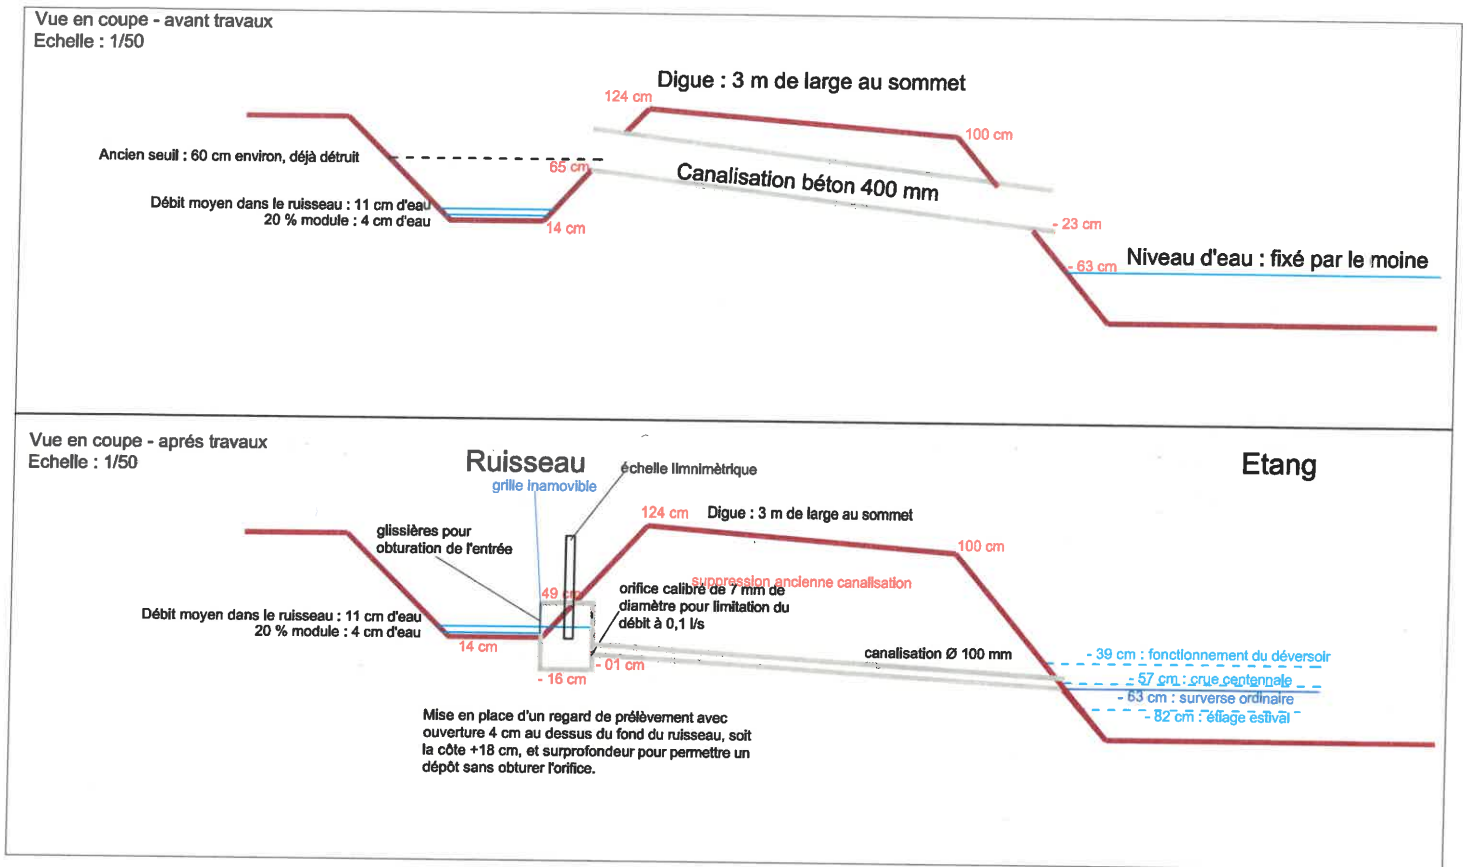 Vue en coupe - avant travaux
Echelle : 1/50
Digue : 3 m de large au sommet
124 cm
100 cm
Ancien seuil : 60 cm environ, déjà détruit
65 cm
Canalisation béton 400 mm
Débit moyen dans le ruisseau : 11 cm d'eau
20 % module : 4 cm d'eau
14 cm
- 23 cm
- 63 cm
Niveau d'eau : fixé par le moine
Vue en coupe - aprés travaux
Echelle : 1/50
Ruisseau
échelle limnimètrique
Etang
grille inamovible
124 cm
Digue : 3 m de large au sommet
glissières pour
obturation de l'entrée
100 cm
suppression ancienne canalisation
49 cm
orifice calibré de 7 mm de
diamètre pour limitation du
débit à 0,1 l/s
Débit moyen dans le ruisseau : 11 cm d'eau
20 % module : 4 cm d'eau
14 cm
canalisation Ø 100 mm
- 01 cm
- 16 cm
- 39 cm : fonctionnement du déversoir
- 57 cm : crue centennale
- 63 cm : surverse ordinaire
- 82 cm : étiage estival
Mise en place d'un regard de prélèvement avec
ouverture 4 cm au dessus du fond du ruisseau, soit
la côte +18 cm, et surprofondeur pour permettre un
dépôt sans obturer l'orifice.